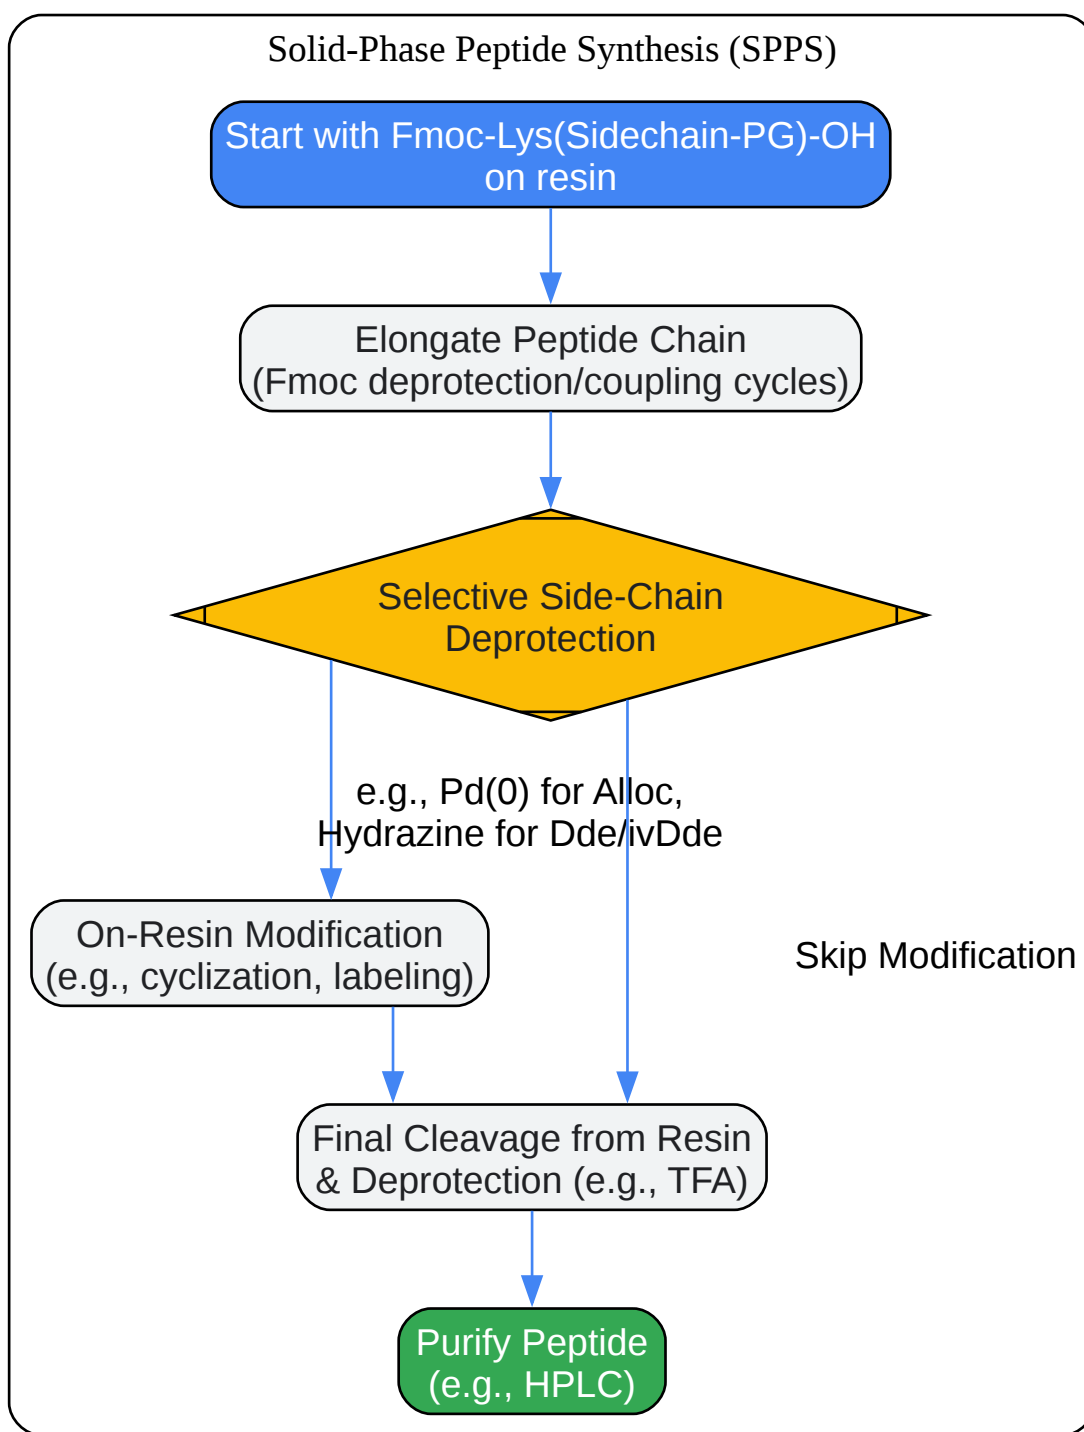 Solid-Phase Peptide Synthesis (SPPS)
Start with Fmoc-Lys(Sidechain-PG)-OH
on resin
Elongate Peptide Chain
(Fmoc deprotection/coupling cycles)
Selective Side-Chain
Deprotection
e.g., Pd(0) for Alloc,
Hydrazine for Dde/ivDde
On-Resin Modification
(e.g., cyclization, labeling)
Skip Modification
Final Cleavage from Resin
& Deprotection (e.g., TFA)
Purify Peptide
(e.g., HPLC)